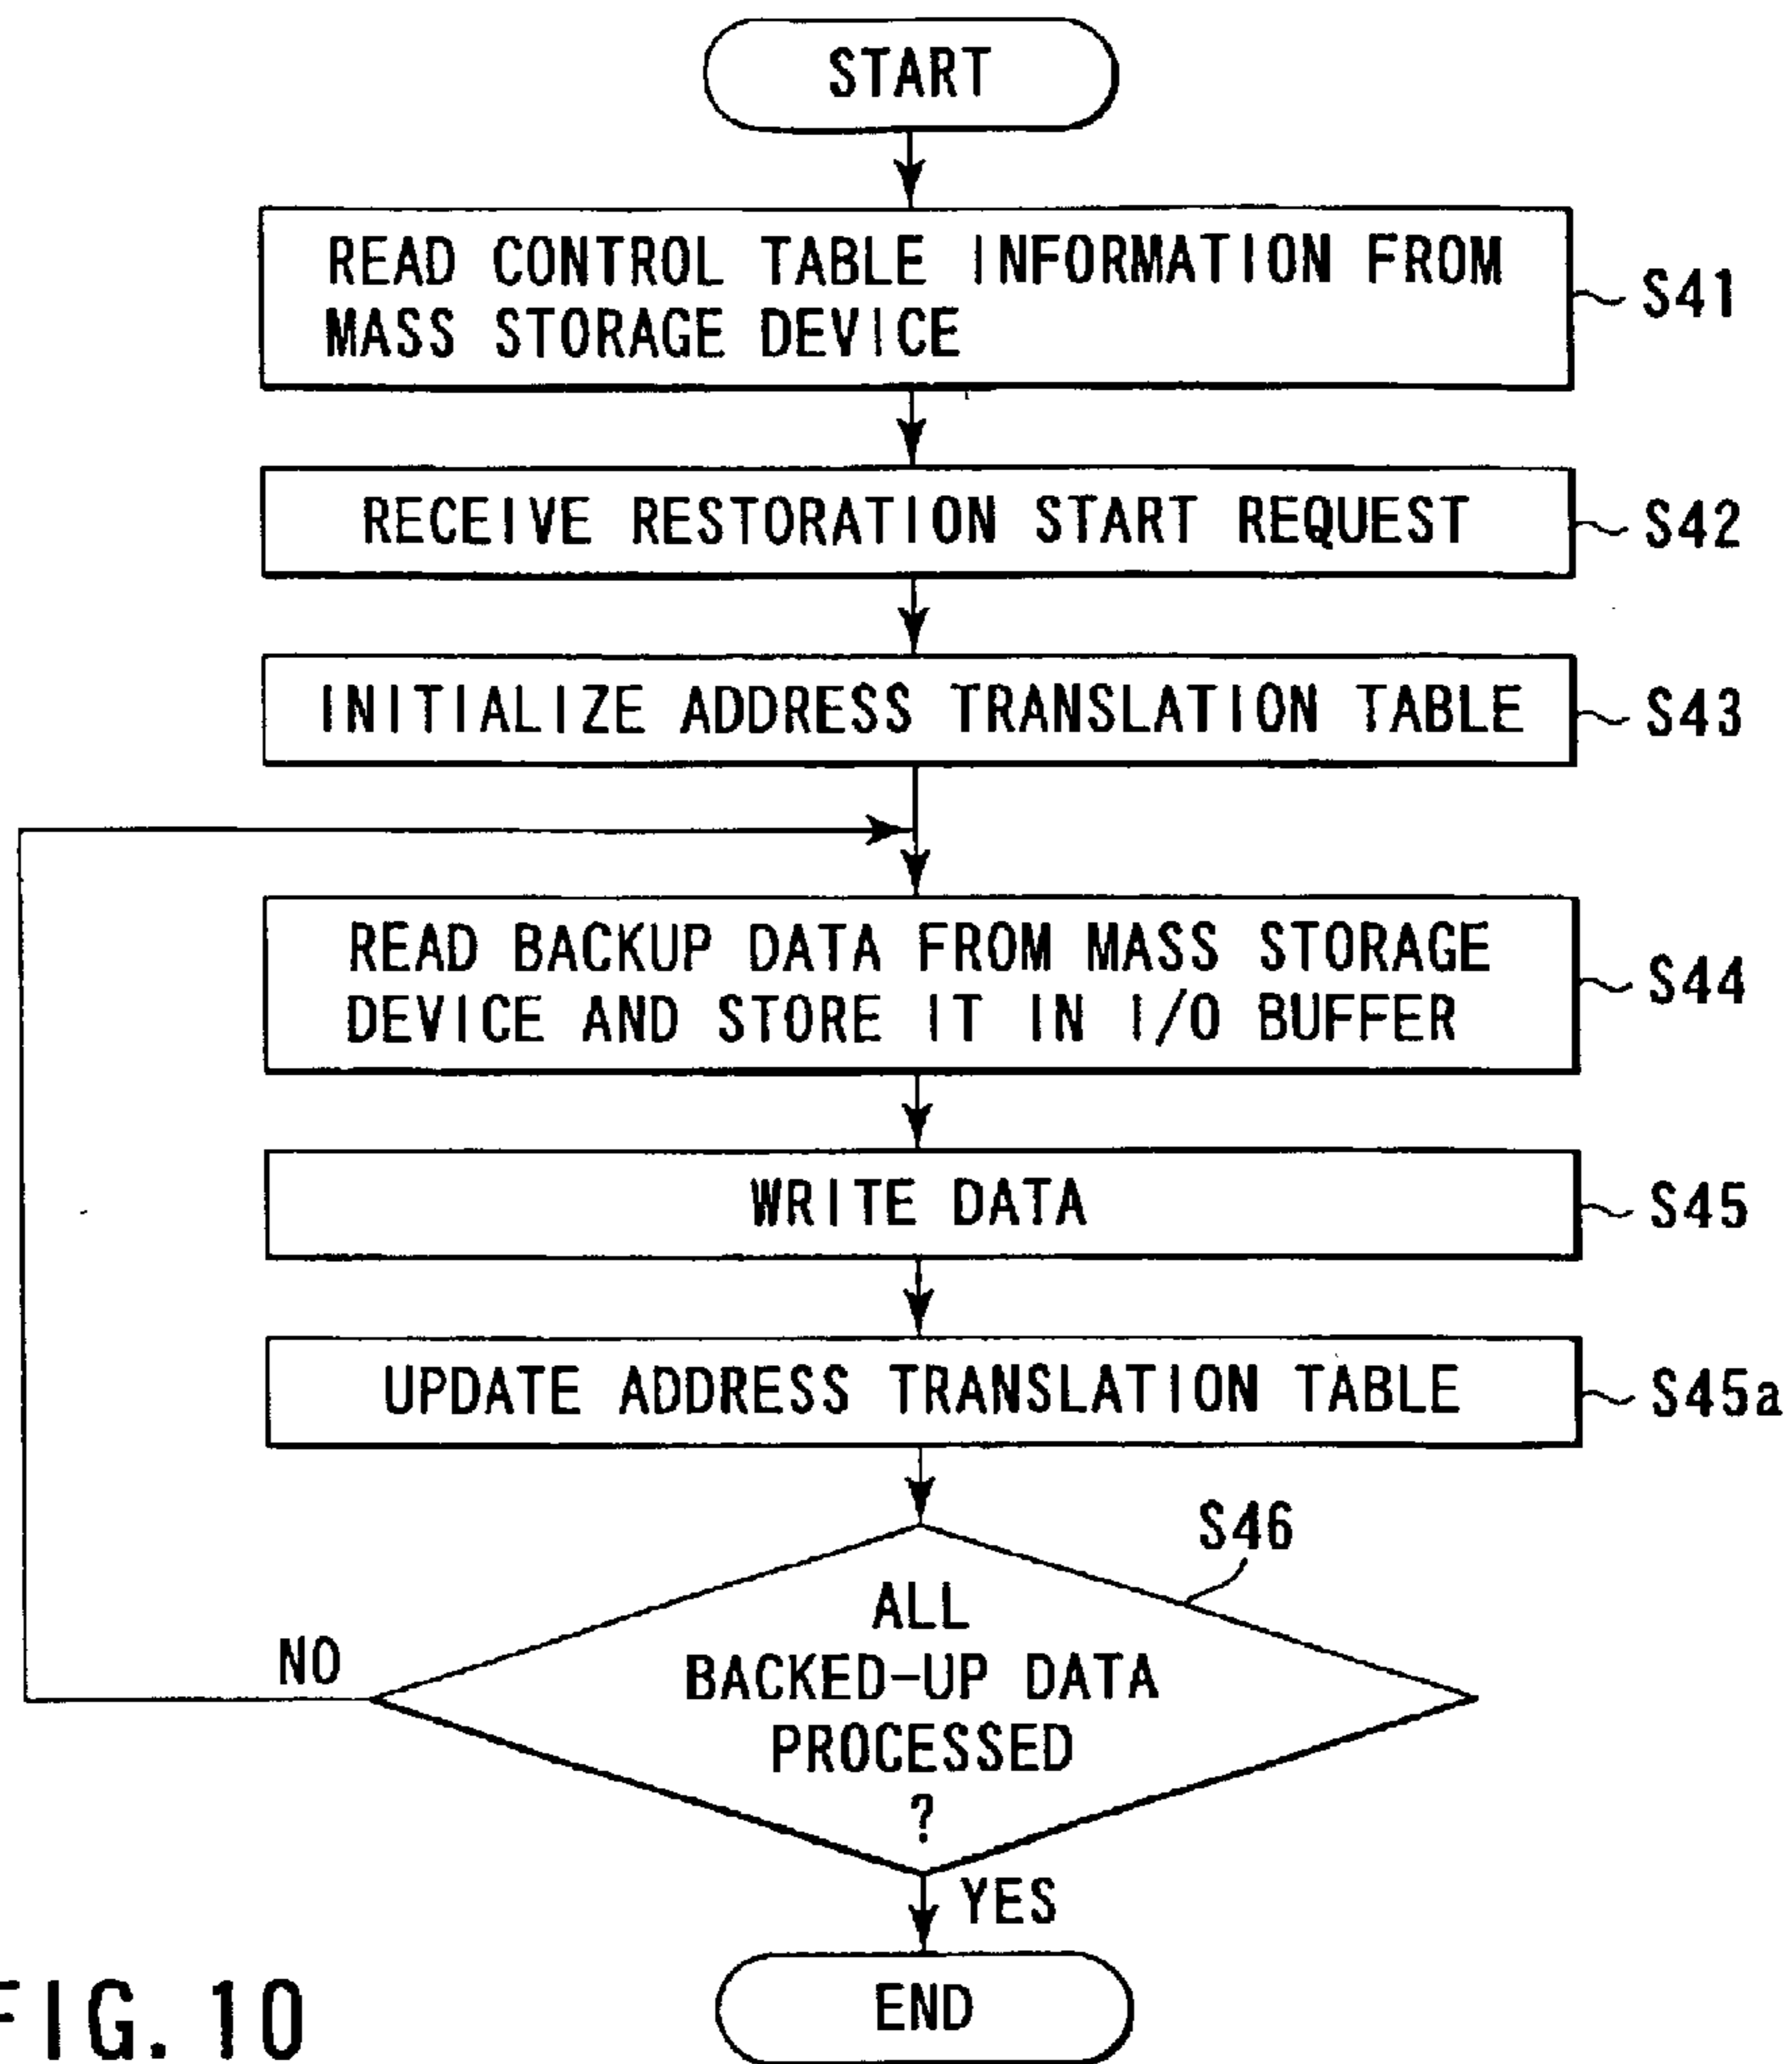 START
READ CONTROL TABLE INFORMATION FROM
MASS STORAGE DEVICE
S41
RECEIVE RESTORATION START REQUEST
S42
INITIALIZE ADDRESS TRANSLATION TABLE
S43
READ BACKUP DATA FROM MASS STORAGE
DEVICE AND STORE IT IN I/O BUFFER
S44
WRITE DATA
S45
UPDATE ADDRESS TRANSLATION TABLE
S45a
S46
ALL
BACKED-UP DATA
PROCESSED
?
NO
YES
END
FIG. 10